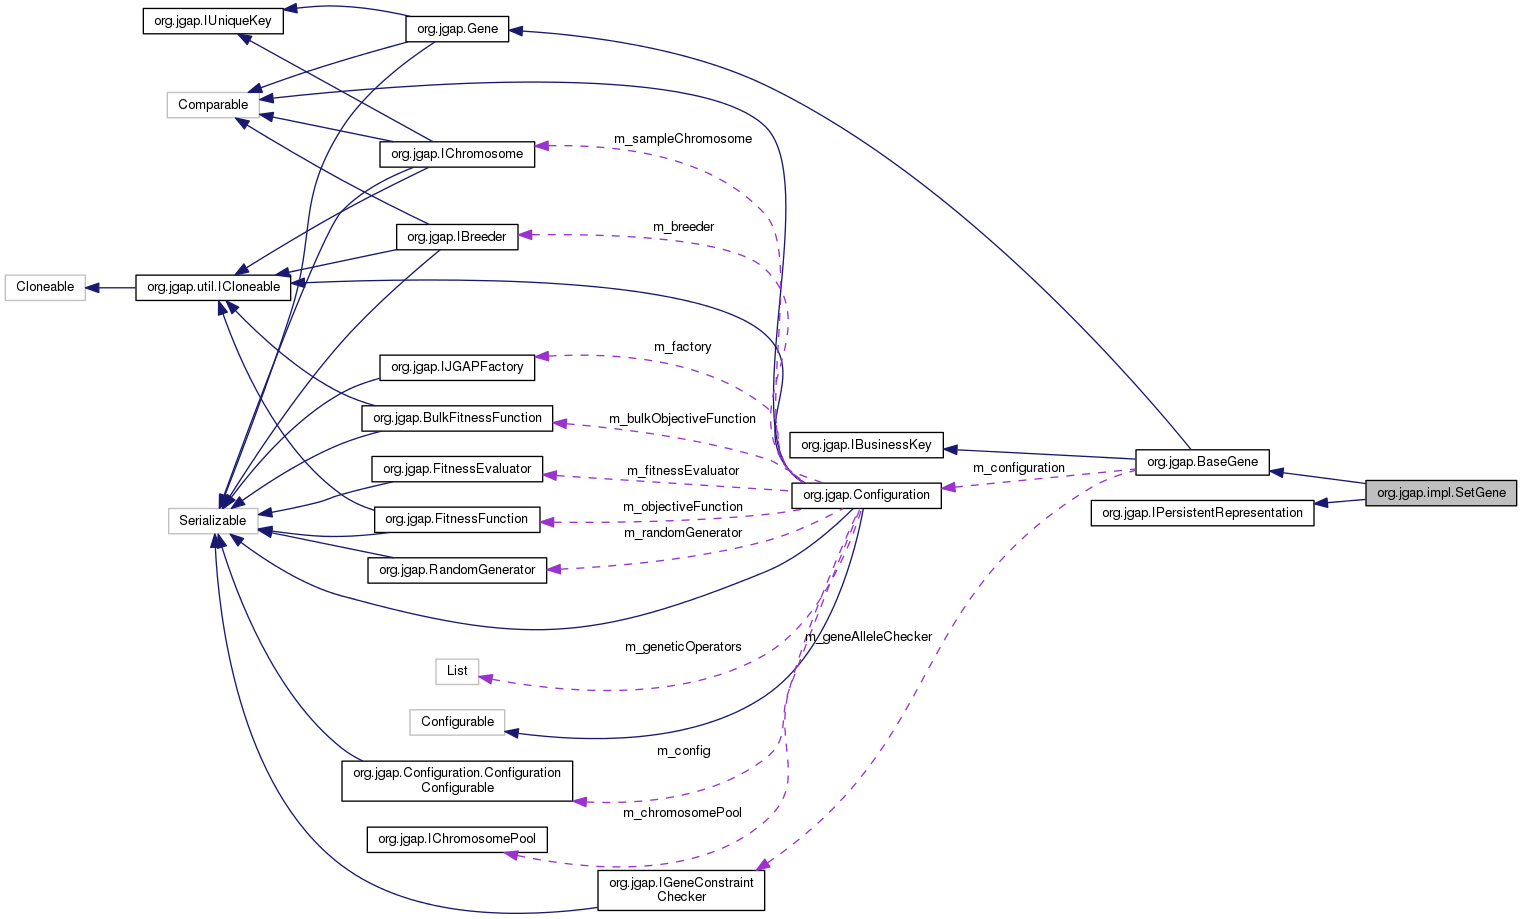 org.jgap.IUniqueKey
org.jgap.Gene
Comparable
m_sampleChromosome
org.jgap.IChromosome
m_breeder
org.jgap.IBreeder
Cloneable
org.jgap.util.ICloneable
m_factory
org.jgap.IJGAPFactory
m_bulkObjectiveFunction
org.jgap.BulkFitnessFunction
org.jgap.IBusinessKey
org.jgap.BaseGene
m_configuration
m_fitnessEvaluator
org.jgap.FitnessEvaluator
org.jgap.Configuration
org.jgap.impl.SetGene
m_objectiveFunction
org.jgap.IPersistentRepresentation
Serializable
org.jgap.FitnessFunction
m_randomGenerator
org.jgap.RandomGenerator
m_geneAlleleChecker
m_geneticOperators
List
Configurable
m_config
org.jgap.Configuration.Configuration
Configurable
m_chromosomePool
org.jgap.IChromosomePool
org.jgap.IGeneConstraint
Checker